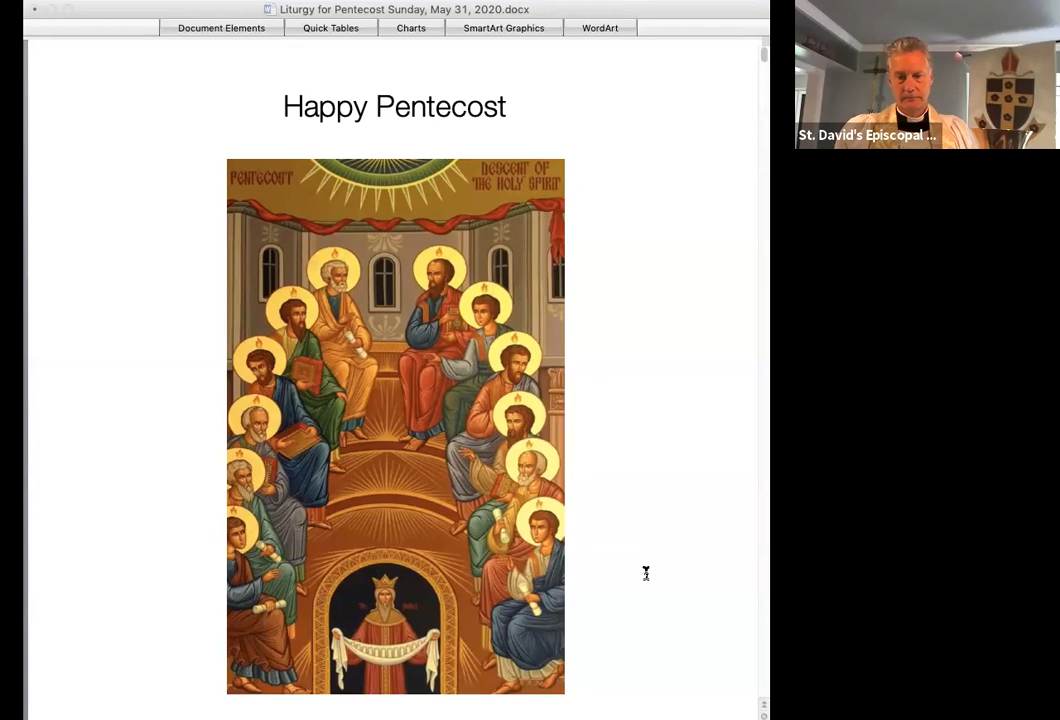 Liturgy for Pentecost Sunday, May 31, 2020.docx
Document Elements
Quick Tables
Charts
SmartArt Graphics
WordArt
Happy Pentecost
PENTECOST
DESCENT OF
THE HOLY SPIRIT
St. David's Episcopal ...